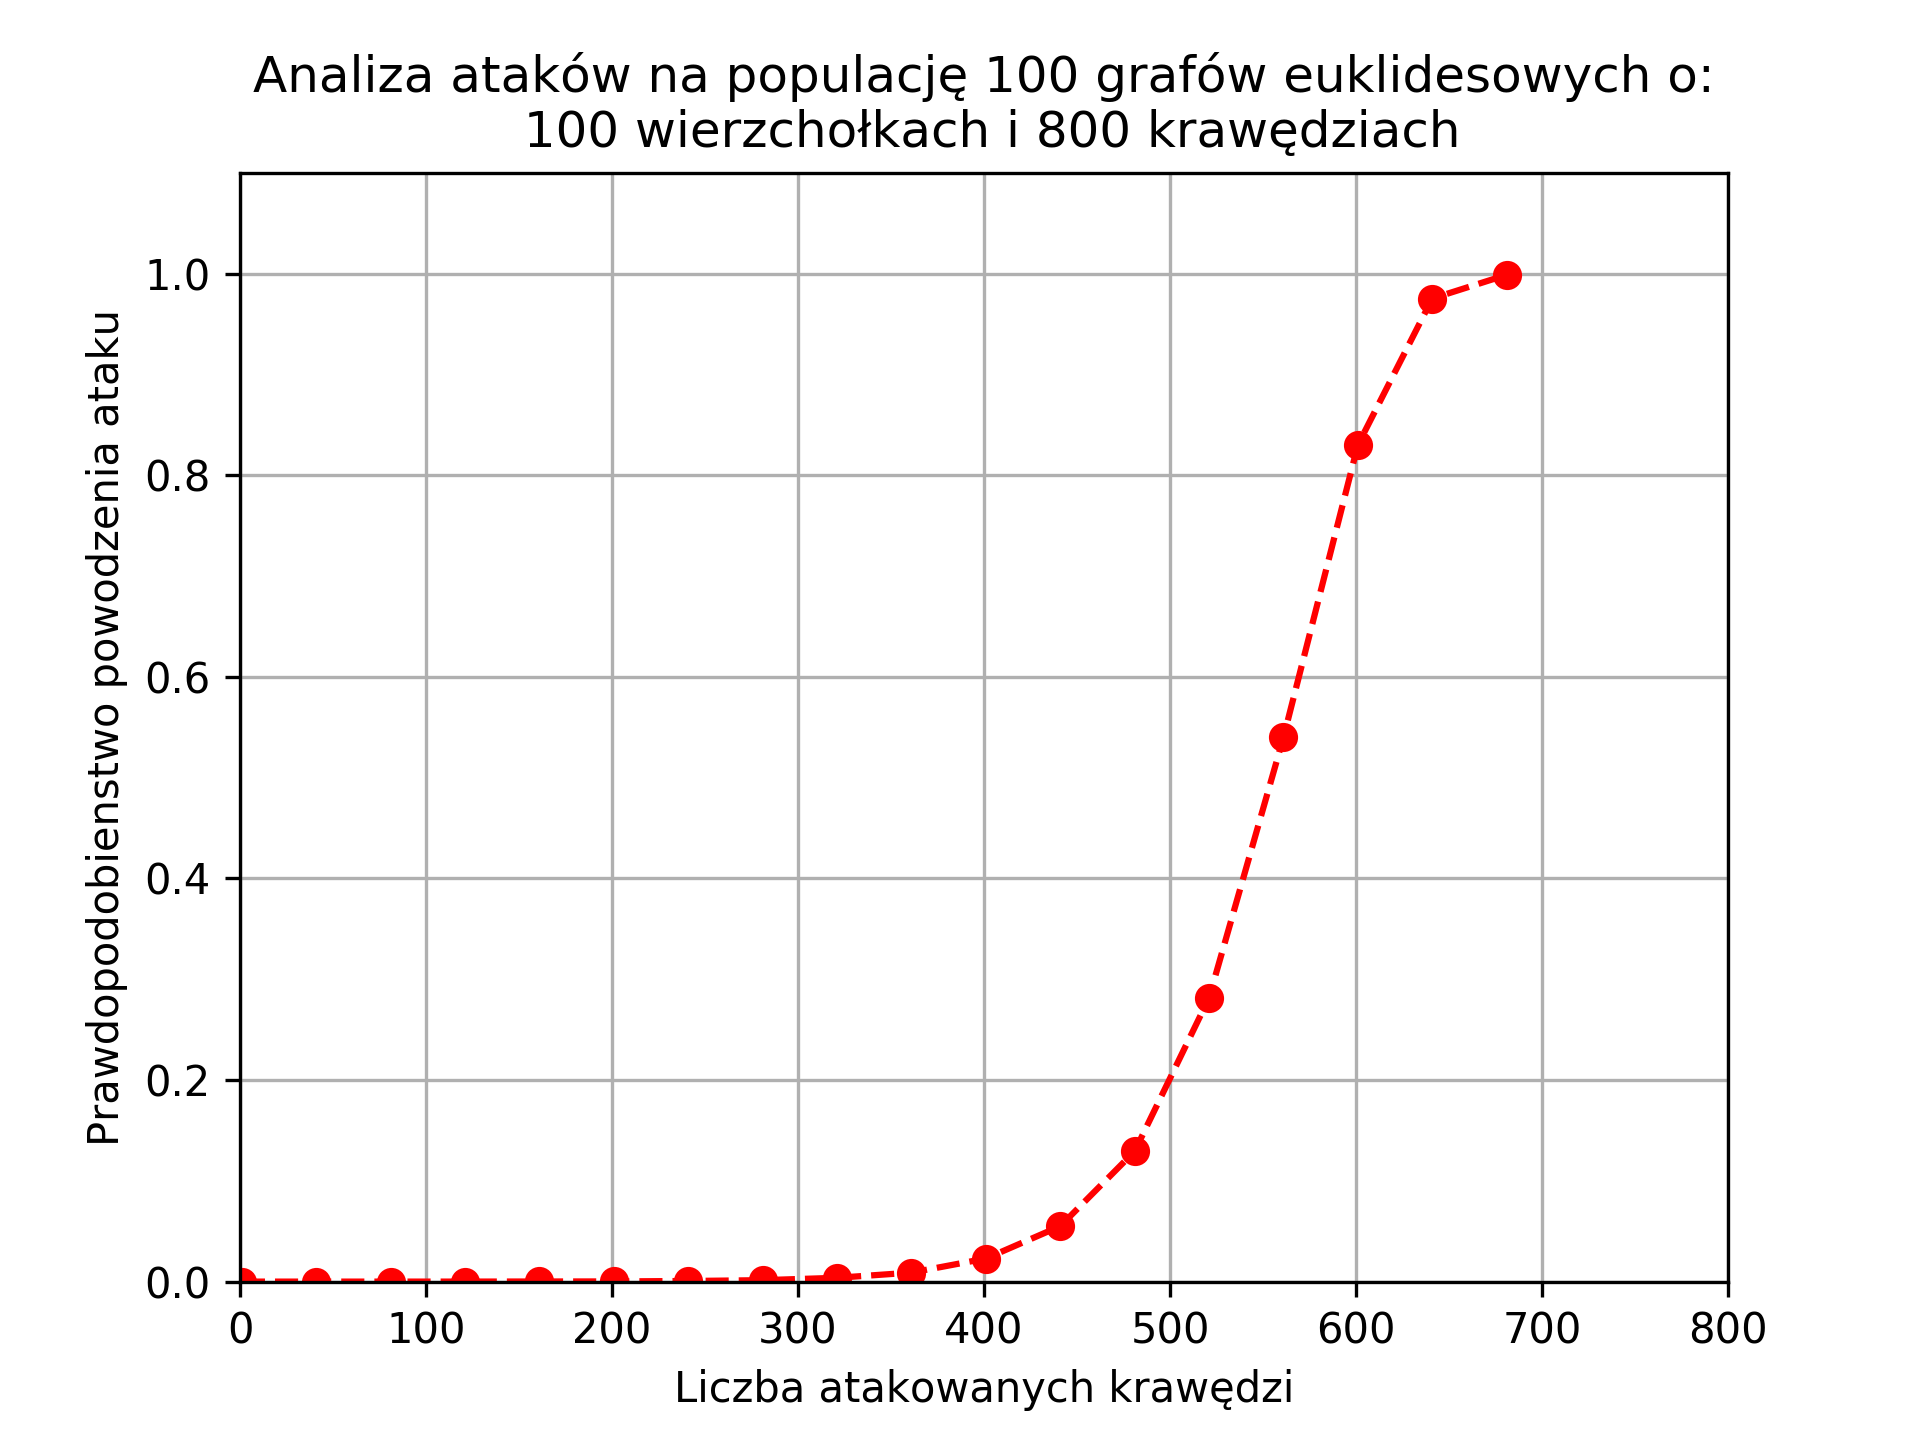 Analiza ataków na populację 100 grafów euklidesowych o:
100 wierzchołkach i 800 krawędziach
Prawdopodobienstwo powodzenia ataku
1.0
0.8
0.6
0.4
0.2
0.0
0 100 200 300 400 500 600 700 800
Liczba atakowanych krawędzi